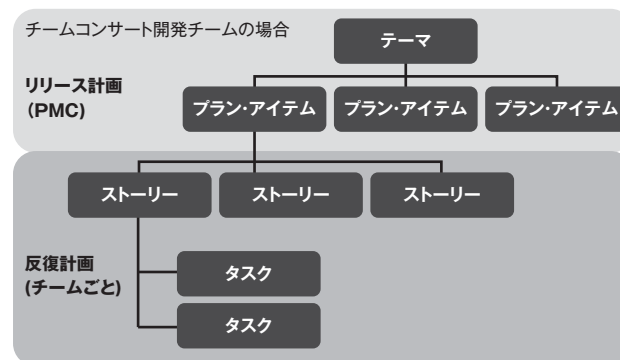 チームコンサート開発チームの場合
テーマ
リリース計画
(PMC)
プラン・アイテム
プラン・アイテム
プラン・アイテム
ストーリー
ストーリー
ストーリー
反復計画
(チームごと)
タスク
タスク